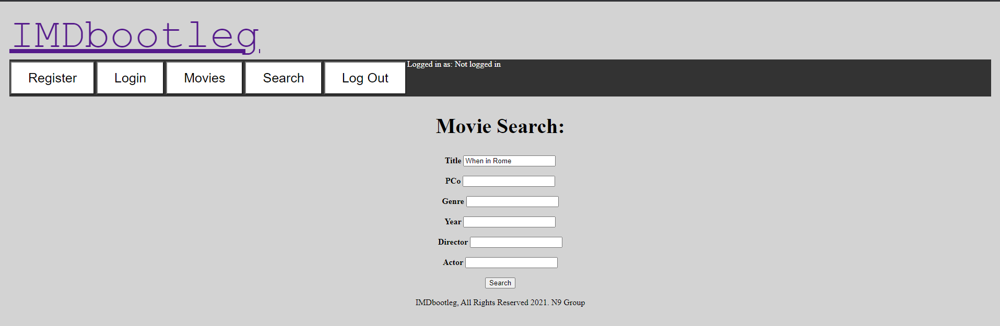 IMDbootleg
Register Login Movies Search Log Out Logged in as: Not logged in
Movie Search:
Title When in Rome
PCo
Genre
Year
Director
Actor
Search
IMDbootleg, All Rights Reserved 2021. N9 Group